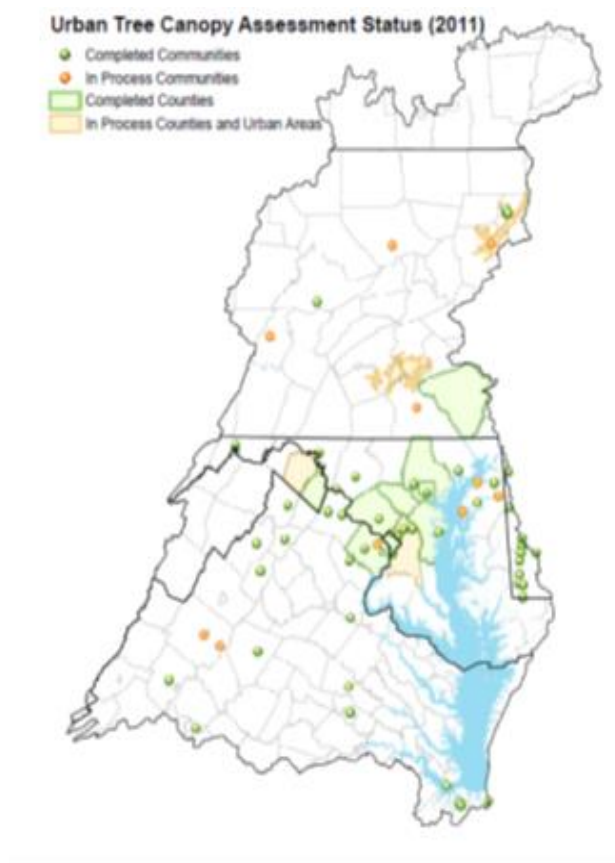 Urban Tree Canopy Assessment Status (2011)
Completed Communities
In Process Communities
Completed Counties
In Process Counties and Urban Areas